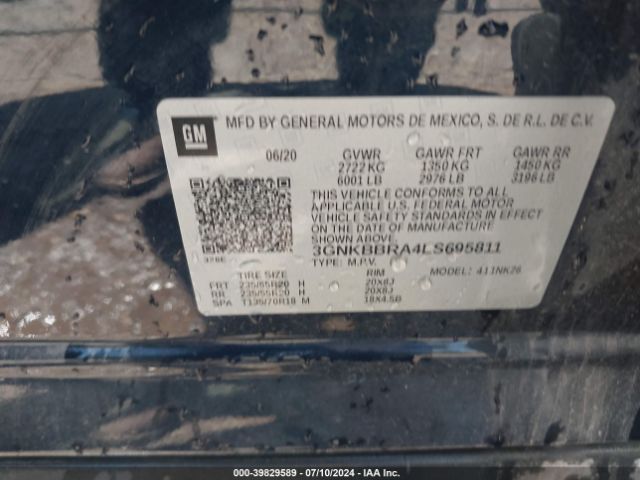 GM
MFD BY GENERAL MOTORS DE MEXICO, S. DE R.L. DE C.V.
06/20 GVWR GAWR FRT GAWR RR
2722 KG 1350 KG 1450 KG
6001 LB 2976 LB 3196 LB
THIS VEHICLE CONFORMS TO ALL
APPLICABLE U.S. FEDERAL MOTOR
VEHICLE SAFETY STANDARDS IN EFFECT ON
THE DATE OF MANUFACTURE
SHOWN ABOVE.
3GNKBBRA4LS695811
TYPE: M.P.V. MODEL: 411NK26
TIRE SIZE RIM
FRT 235/55R20 H 20X8J
RR 235/55R20 H 20X8J
SPA T135/70R18 M 18X4.5B
000-39829589 - 07/10/2024 - IAA Inc.